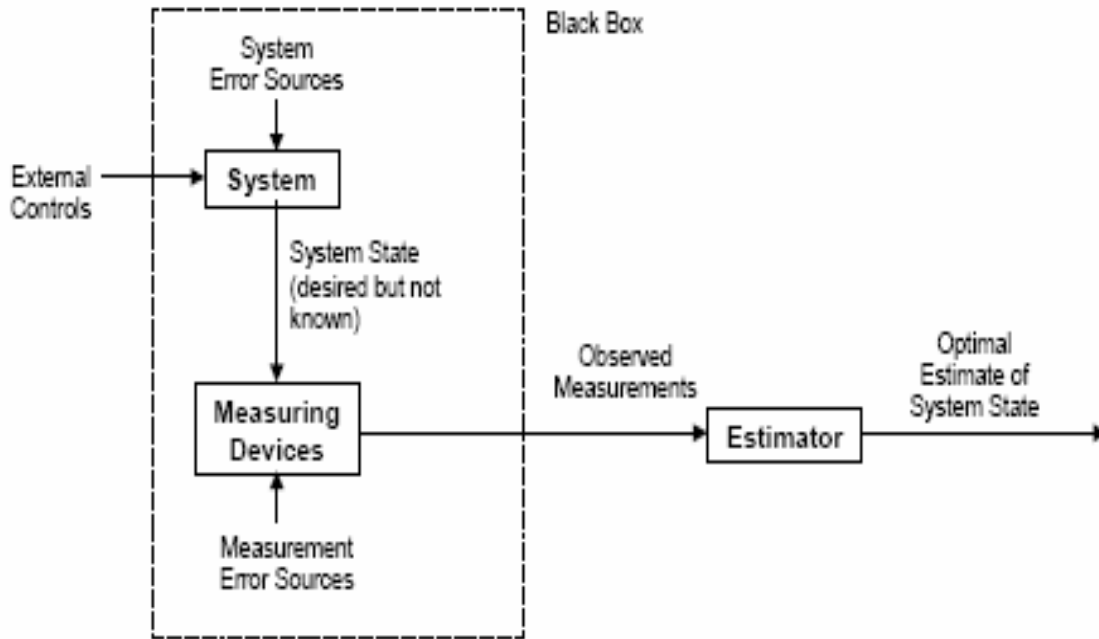 Black Box
System
Error Sources
External
Controls
System
System State
(desired but not
known)
Measuring
Devices
Measurement
Error Sources
Observed
Measurements
Estimator
Optimal
Estimate of
System State